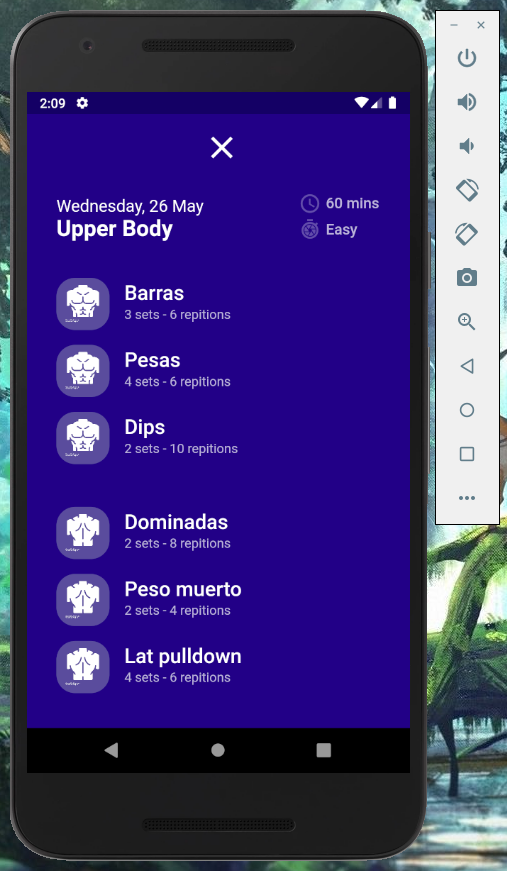 2:09
Wednesday, 26 May
Upper Body
60 mins
Easy
Barras
3 sets - 6 repitions
Pesas
4 sets - 6 repitions
Dips
2 sets - 10 repitions
Dominadas
2 sets - 8 repitions
Peso muerto
2 sets - 4 repitions
Lat pulldown
4 sets - 6 repitions